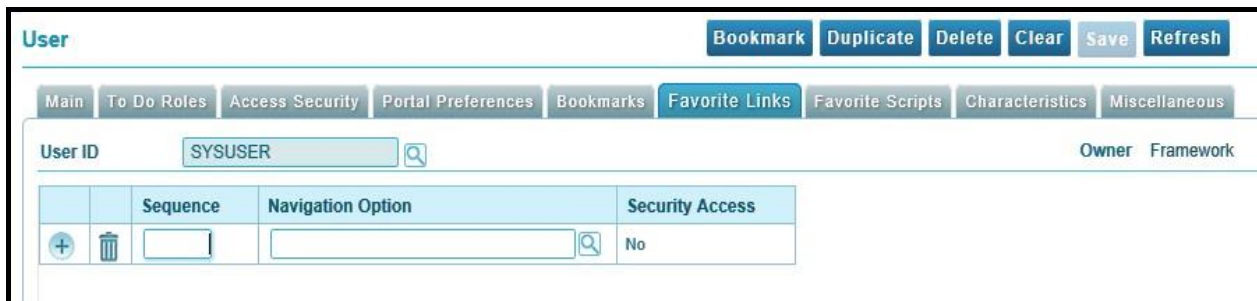 User Bookmark Duplicate Delete Clear Save Refresh
Main To Do Roles Access Security Portal Preferences Bookmarks Favorite Links Favorite Scripts Characteristics Miscellaneous
User ID SYSUSER Owner Framework
Sequence Navigation Option Security Access
No